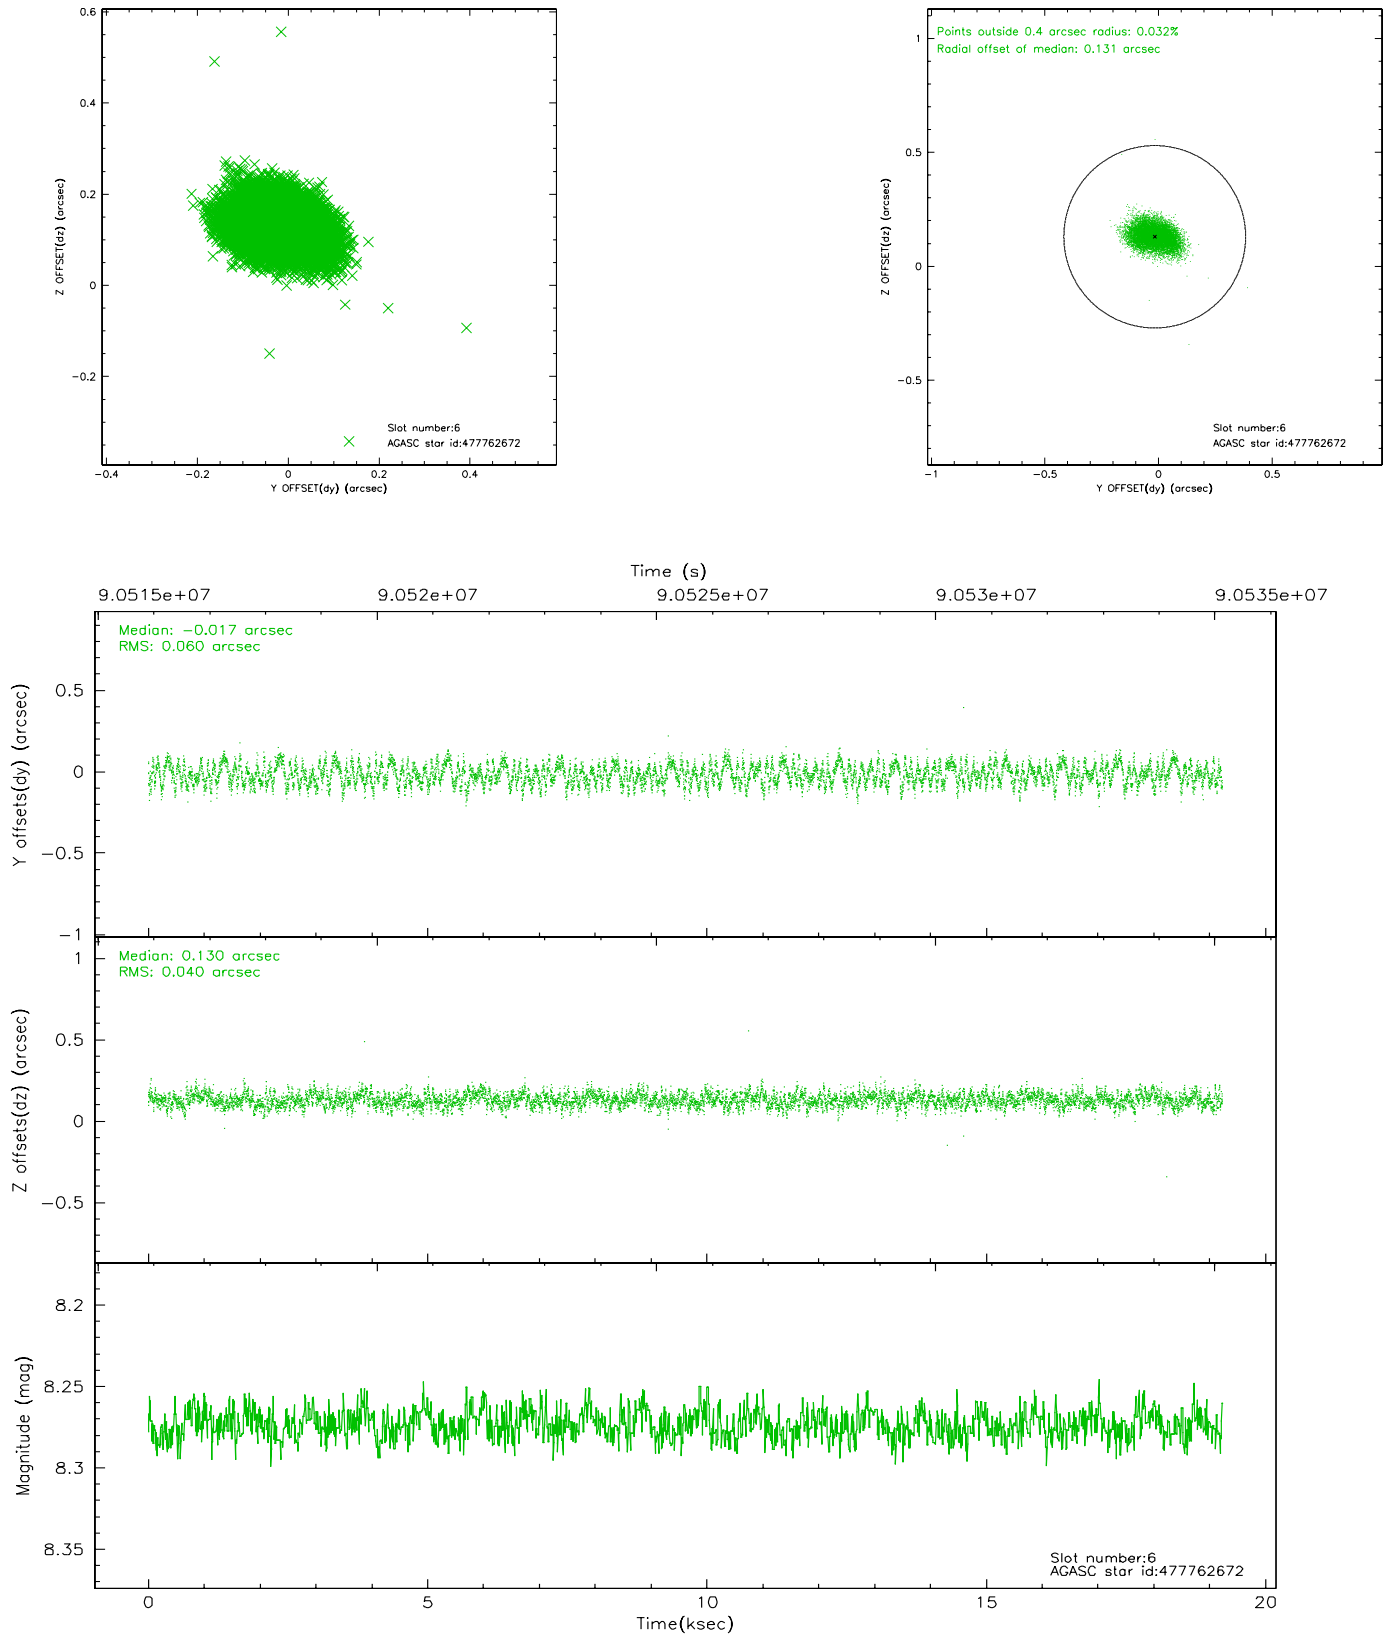 0.6
0.4
0.2
0
-0.2
-0.4
-0.2
0
0.2
0.4
Z OFFSET(dz) (arcsec)
Y OFFSET(dy) (arcsec)
Slot number:6
AGASC star id:477762672
Points outside 0.4 arcsec radius: 0.032%
Radial offset of median: 0.131 arcsec
1
0.5
0
-0.5
-1
-0.5
0
0.5
Z OFFSET(dz) (arcsec)
Y OFFSET(dy) (arcsec)
Slot number:6
AGASC star id:477762672
Time (s)
9.0515e+07 9.052e+07 9.0525e+07 9.053e+07 9.0535e+07
Median: -0.017 arcsec
RMS: 0.060 arcsec
0.5
0
-0.5
-1
Y offsets(dy) (arcsec)
Median: 0.130 arcsec
RMS: 0.040 arcsec
1
0.5
0
-0.5
Z offsets(dz) (arcsec)
8.2
8.25
8.3
8.35
Magnitude (mag)
Slot number:6
AGASC star id:477762672
0 5 10 15 20
Time(ksec)